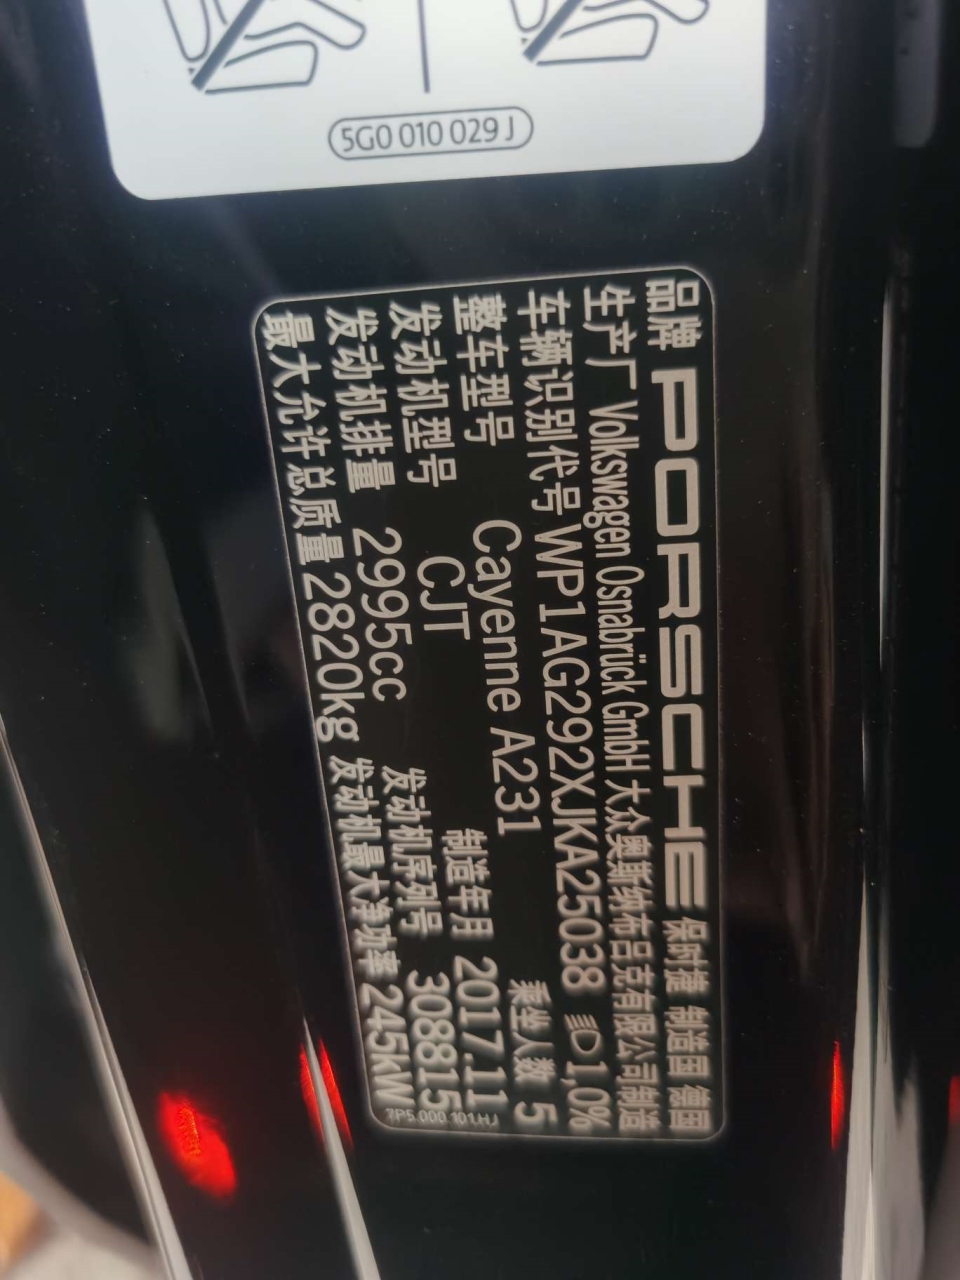 5G0 010 029 J
品牌 PORSCHE 保时捷 制造国 德国
生产厂 Volkswagen Osnabrück GmbH 大众奥斯纳布吕克有限公司制造
车辆识别代号 WP1AG292XJKA25038 1,0%
整车型号 Cayenne A231 乘坐人数 5
发动机型号 CJT 制造年月 2017.11
发动机排量 2995cc 发动机序列号 308815
最大允许总质量 2820kg 发动机最大净功率 245kW
7P5.000.101.HJ